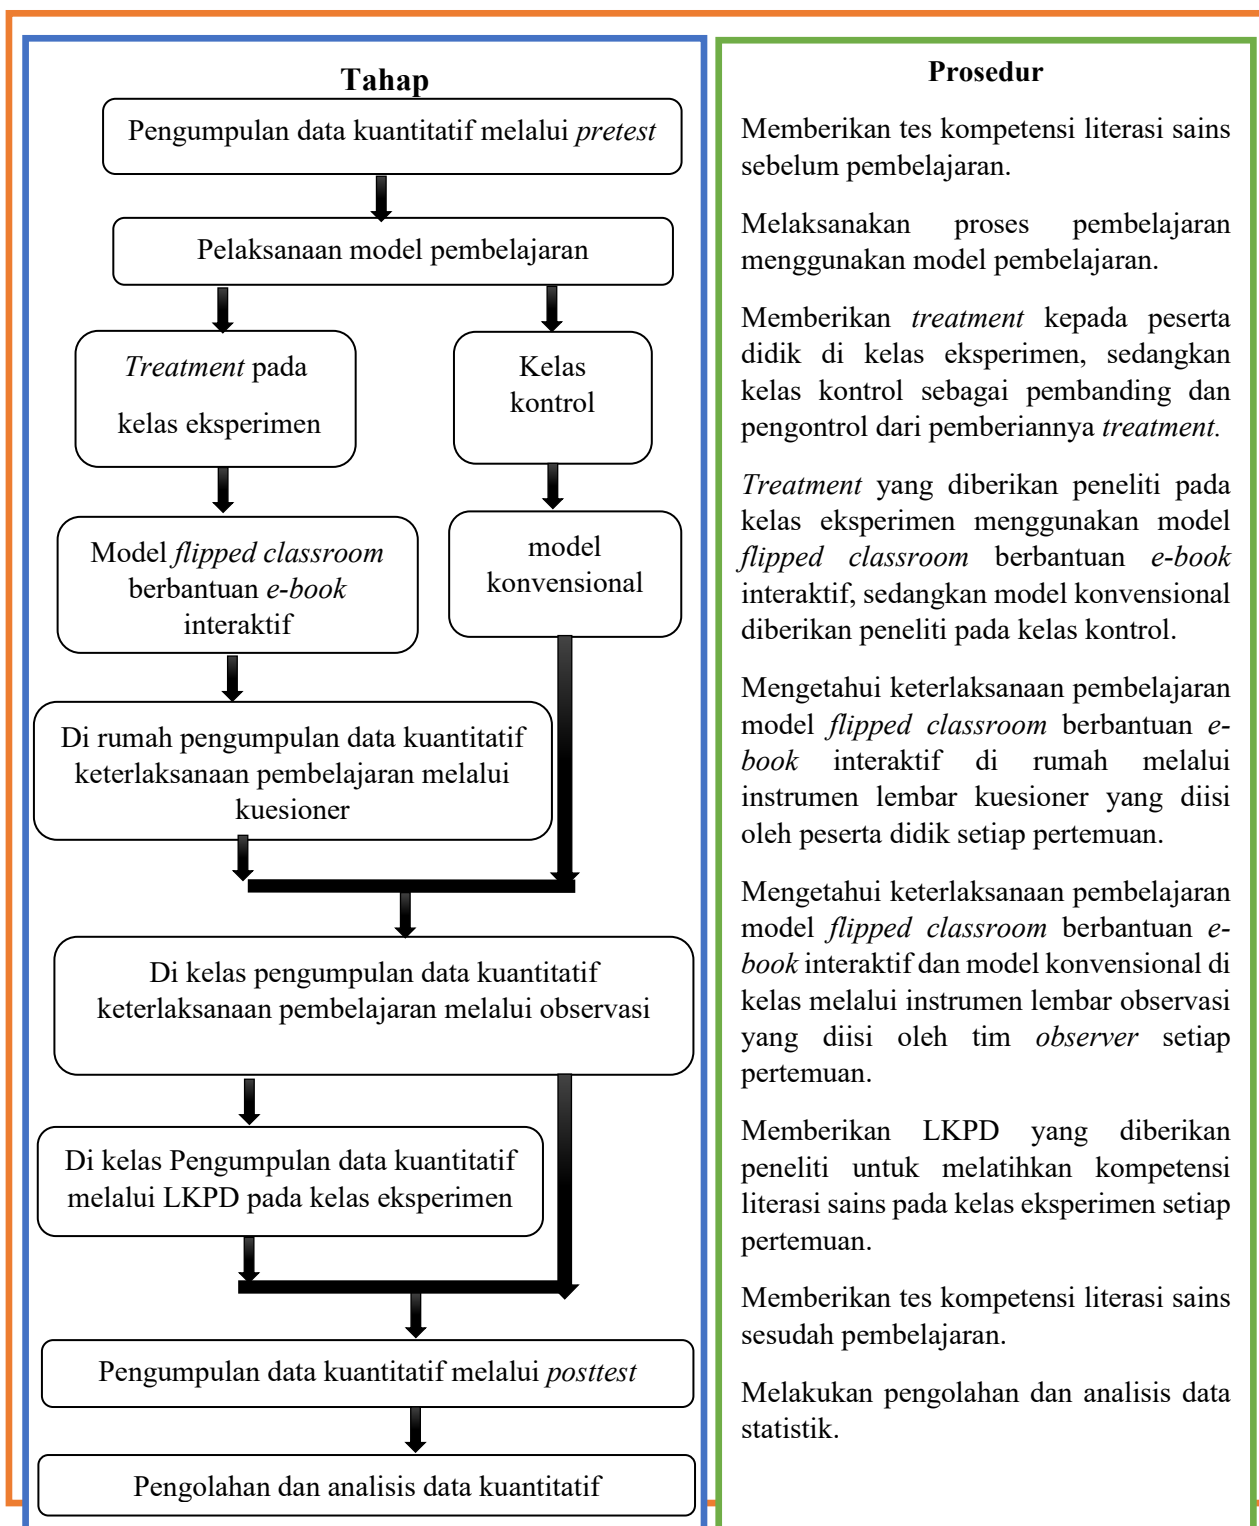 Tahap
Pengumpulan data kuantitatif melalui pretest
Pelaksanaan model pembelajaran
Treatment pada
kelas eksperimen
Kelas
kontrol
Model flipped classroom
berbantuan e-book
interaktif
model
konvensional
Di rumah pengumpulan data kuantitatif
keterlaksanaan pembelajaran melalui
kuesioner
Di kelas pengumpulan data kuantitatif
keterlaksanaan pembelajaran melalui observasi
Di kelas Pengumpulan data kuantitatif
melalui LKPD pada kelas eksperimen
Pengumpulan data kuantitatif melalui posttest
Pengolahan dan analisis data kuantitatif
Prosedur
Memberikan tes kompetensi literasi sains
sebelum pembelajaran.
Melaksanakan proses pembelajaran
menggunakan model pembelajaran.
Memberikan treatment kepada peserta
didik di kelas eksperimen, sedangkan
kelas kontrol sebagai pembanding dan
pengontrol dari pemberiannya treatment.
Treatment yang diberikan peneliti pada
kelas eksperimen menggunakan model
flipped classroom berbantuan e-book
interaktif, sedangkan model konvensional
diberikan peneliti pada kelas kontrol.
Mengetahui keterlaksanaan pembelajaran
model flipped classroom berbantuan e-
book interaktif di rumah melalui
instrumen lembar kuesioner yang diisi
oleh peserta didik setiap pertemuan.
Mengetahui keterlaksanaan pembelajaran
model flipped classroom berbantuan e-
book interaktif dan model konvensional di
kelas melalui instrumen lembar observasi
yang diisi oleh tim observer setiap
pertemuan.
Memberikan LKPD yang diberikan
peneliti untuk melatihkan kompetensi
literasi sains pada kelas eksperimen setiap
pertemuan.
Memberikan tes kompetensi literasi sains
sesudah pembelajaran.
Melakukan pengolahan dan analisis data
statistik.